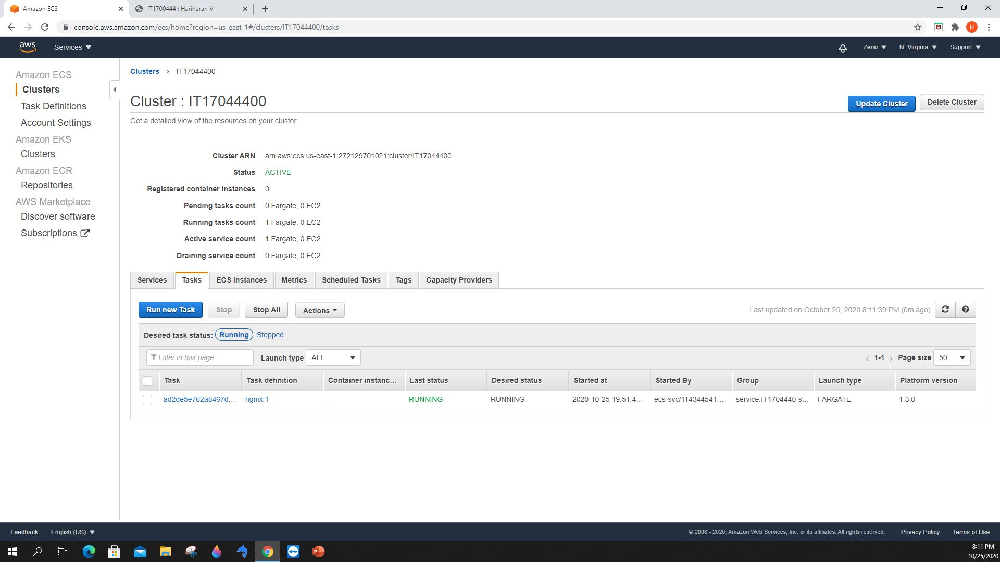 Amazon ECS
IT1700444 : Hariharan V
console.aws.amazon.com/ecs/home?region=us-east-1#/clusters/IT17044400/tasks
H
aws
Services
Zeno
N. Virginia
Support
Amazon ECS
Clusters
Task Definitions
Account Settings
Amazon EKS
Clusters
Amazon ECR
Repositories
AWS Marketplace
Discover software
Subscriptions
Clusters > IT17044400
Cluster : IT17044400
Update Cluster
Delete Cluster
Get a detailed view of the resources on your cluster.
Cluster ARN arn:aws:ecs:us-east-1:272129701021:cluster/IT17044400
Status ACTIVE
Registered container instances 0
Pending tasks count 0 Fargate, 0 EC2
Running tasks count 1 Fargate, 0 EC2
Active service count 1 Fargate, 0 EC2
Draining service count 0 Fargate, 0 EC2
Services Tasks ECS Instances Metrics Scheduled Tasks Tags Capacity Providers
Run new Task Stop Stop All Actions
Last updated on October 25, 2020 8:11:39 PM (0m ago)
Desired task status: Running Stopped
Filter in this page Launch type ALL
< 1-1 > Page size 50
Task Task definition Container instanc... Last status Desired status Started at Started By Group Launch type Platform version
ad2de5e762a8467d... ngnix:1 -- RUNNING RUNNING 2020-10-25 19:51:4... ecs-svc/114344541... service:IT1704440-s... FARGATE 1.3.0
Feedback English (US)
© 2008 - 2020, Amazon Web Services, Inc. or its affiliates. All rights reserved. Privacy Policy Terms of Use
8:11 PM
10/25/2020